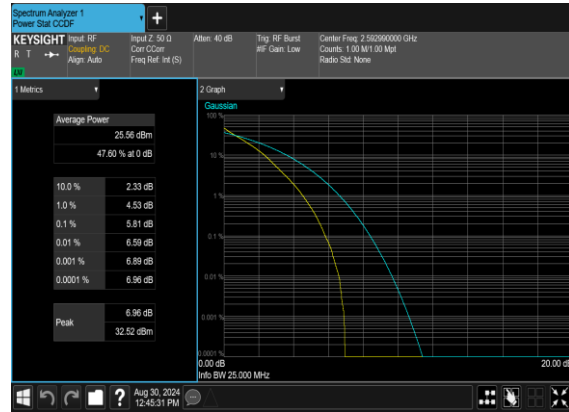 Spectrum Analyzer 1
Power Stat CCDF
KEYSIGHT
R T
LXI
Input: RF
Coupling: DC
Align: Auto
Input Z: 50 Ω
Corr CCorr
Freq Ref: Int (S)
Atten: 40 dB
Trig: RF Burst
#IF Gain: Low
Center Freq: 2.592990000 GHz
Counts: 1.00 M/1.00 Mpt
Radio Std: None
1 Metrics
Average Power
25.56 dBm
47.60 % at 0 dB
10.0 % 2.33 dB
1.0 % 4.53 dB
0.1 % 5.81 dB
0.01 % 6.59 dB
0.001 % 6.89 dB
0.0001 % 6.96 dB
Peak
6.96 dB
32.52 dBm
2 Graph
Gaussian
100 %
10 %
1 %
0.1 %
0.01 %
0.001 %
0.0001 %
0.00 dB
20.00 dB
Info BW 25.000 MHz
Aug 30, 2024
12:45:31 PM